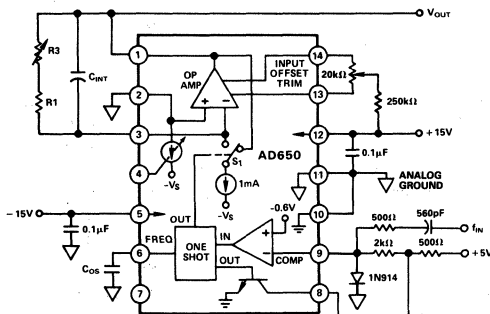 VOUT
R3
CINT
R1
1
2
3
4
OP
AMP
+
−
INPUT
OFFSET
TRIM
14
13
20kΩ
250kΩ
12
+15V
S1
AD650
1mA
−VS
−VS
0.1µF
11
ANALOG
GROUND
10
−15V
5
0.1µF
OUT
FREQ
6
COS
ONE
SHOT
IN
OUT
−0.6V
+
−
COMP
9
500Ω
560pF
fIN
2kΩ
500Ω
+5V
1N914
7
8